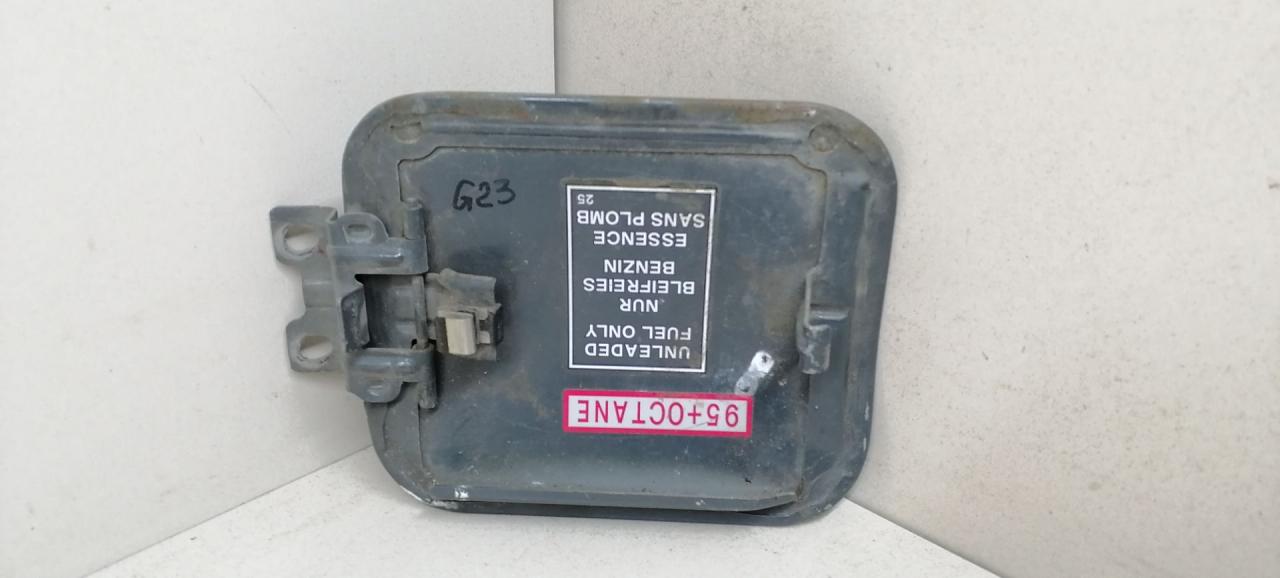 G23
95+OCTANE
UNLEADED
FUEL ONLY
NUR
BLEIFREIES
BENZIN
ESSENCE
SANS PLOMB
25